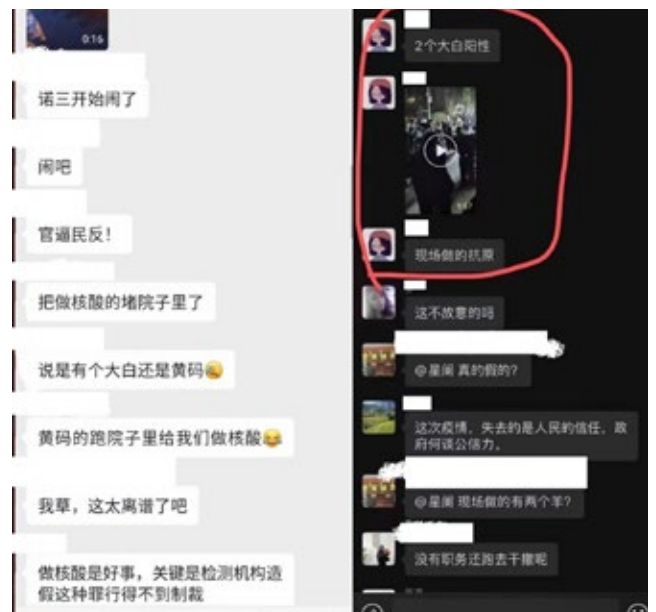 0:16
诺三开始闹了
闹吧
官逼民反！
把做核酸的堵院子里了
说是有个大白还是黄码
黄码的跑院子里给我们做核酸
我草，这太离谱了吧
做核酸是好事，关键是检测机构造
假这种罪行得不到制裁
2个大白阳性
现场做的抗原
这不故意的吗
@星阑 真的假的？
这次疫情，失去的是人民的信任，政
府何谈公信力。
@星阑 现场做的有两个羊？
没有职务还跑去干撒呢